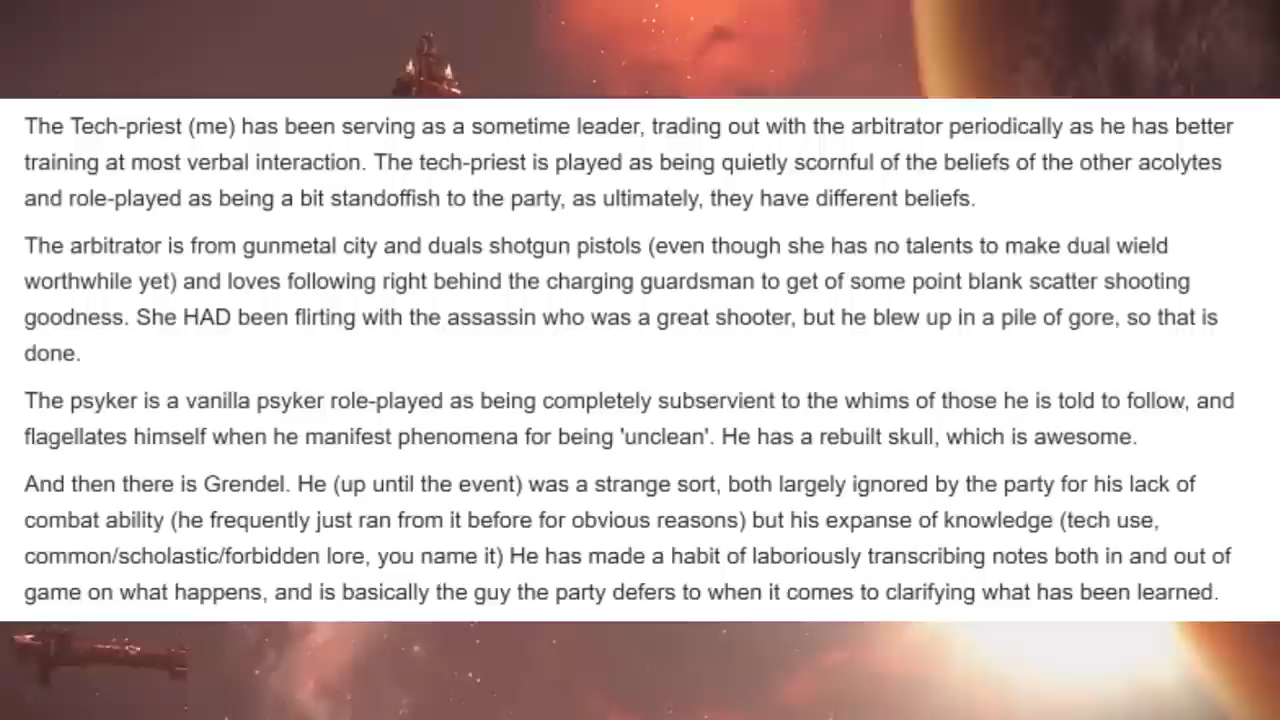 The Tech-priest (me) has been serving as a sometime leader, trading out with the arbitrator periodically as he has better
training at most verbal interaction. The tech-priest is played as being quietly scornful of the beliefs of the other acolytes
and role-played as being a bit standoffish to the party, as ultimately, they have different beliefs.
The arbitrator is from gunmetal city and duals shotgun pistols (even though she has no talents to make dual wield
worthwhile yet) and loves following right behind the charging guardsman to get of some point blank scatter shooting
goodness. She HAD been flirting with the assassin who was a great shooter, but he blew up in a pile of gore, so that is
done.
The psyker is a vanilla psyker role-played as being completely subservient to the whims of those he is told to follow, and
flagellates himself when he manifest phenomena for being 'unclean'. He has a rebuilt skull, which is awesome.
And then there is Grendel. He (up until the event) was a strange sort, both largely ignored by the party for his lack of
combat ability (he frequently just ran from it before for obvious reasons) but his expanse of knowledge (tech use,
common/scholastic/forbidden lore, you name it) He has made a habit of laboriously transcribing notes both in and out of
game on what happens, and is basically the guy the party defers to when it comes to clarifying what has been learned.